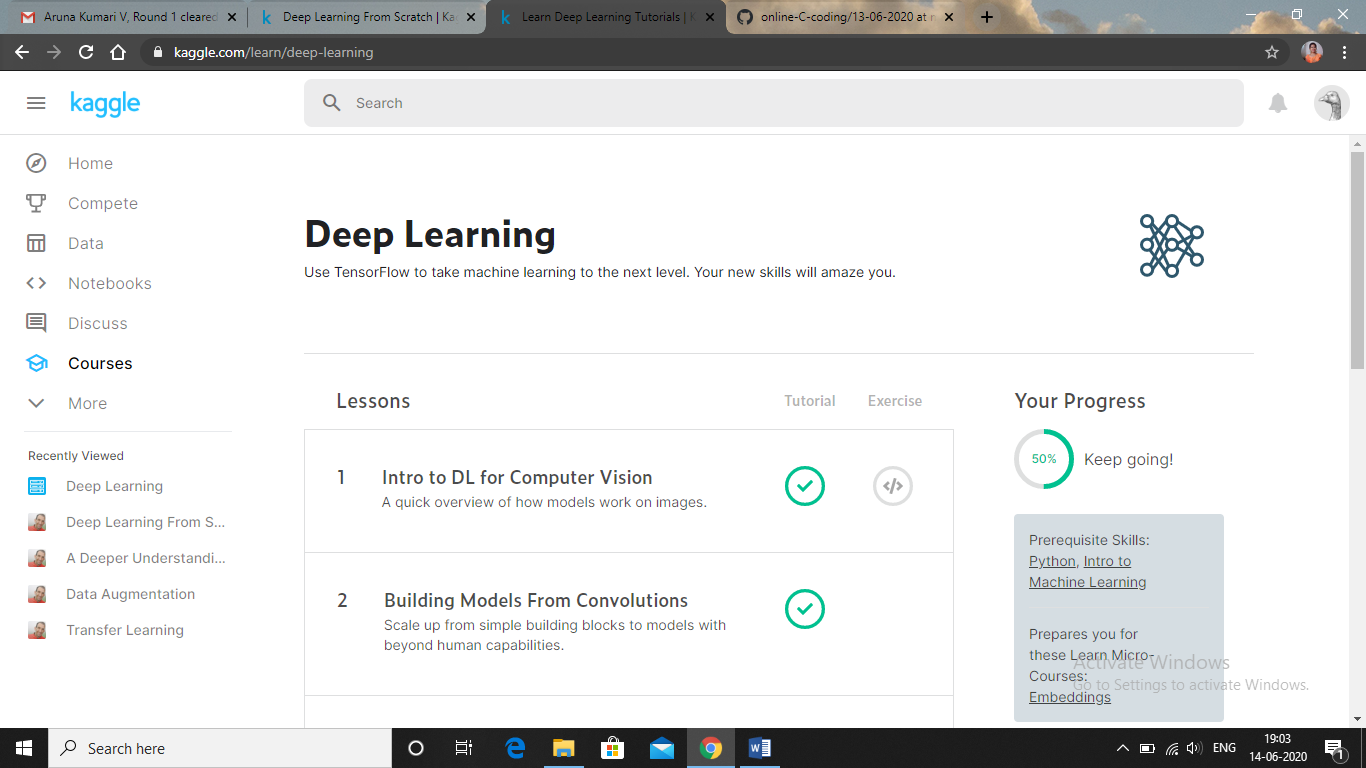 Aruna Kumari V, Round 1 cleared
Deep Learning From Scratch | Ka
Learn Deep Learning Tutorials | K
online-C-coding/13-06-2020 at
kaggle.com/learn/deep-learning
kaggle
Search
Home
Compete
Data
Notebooks
Discuss
Courses
More
Recently Viewed
Deep Learning
Deep Learning From S...
A Deeper Understandi...
Data Augmentation
Transfer Learning
Deep Learning
Use TensorFlow to take machine learning to the next level. Your new skills will amaze you.
Lessons Tutorial Exercise
1 Intro to DL for Computer Vision
A quick overview of how models work on images.
2 Building Models From Convolutions
Scale up from simple building blocks to models with
beyond human capabilities.
Your Progress
50% Keep going!
Prerequisite Skills:
Python, Intro to
Machine Learning
Prepares you for
these Learn Micro-
Courses:
Embeddings
Activate Windows
Go to Settings to activate Windows.
Search here
ENG
19:03
14-06-2020
1